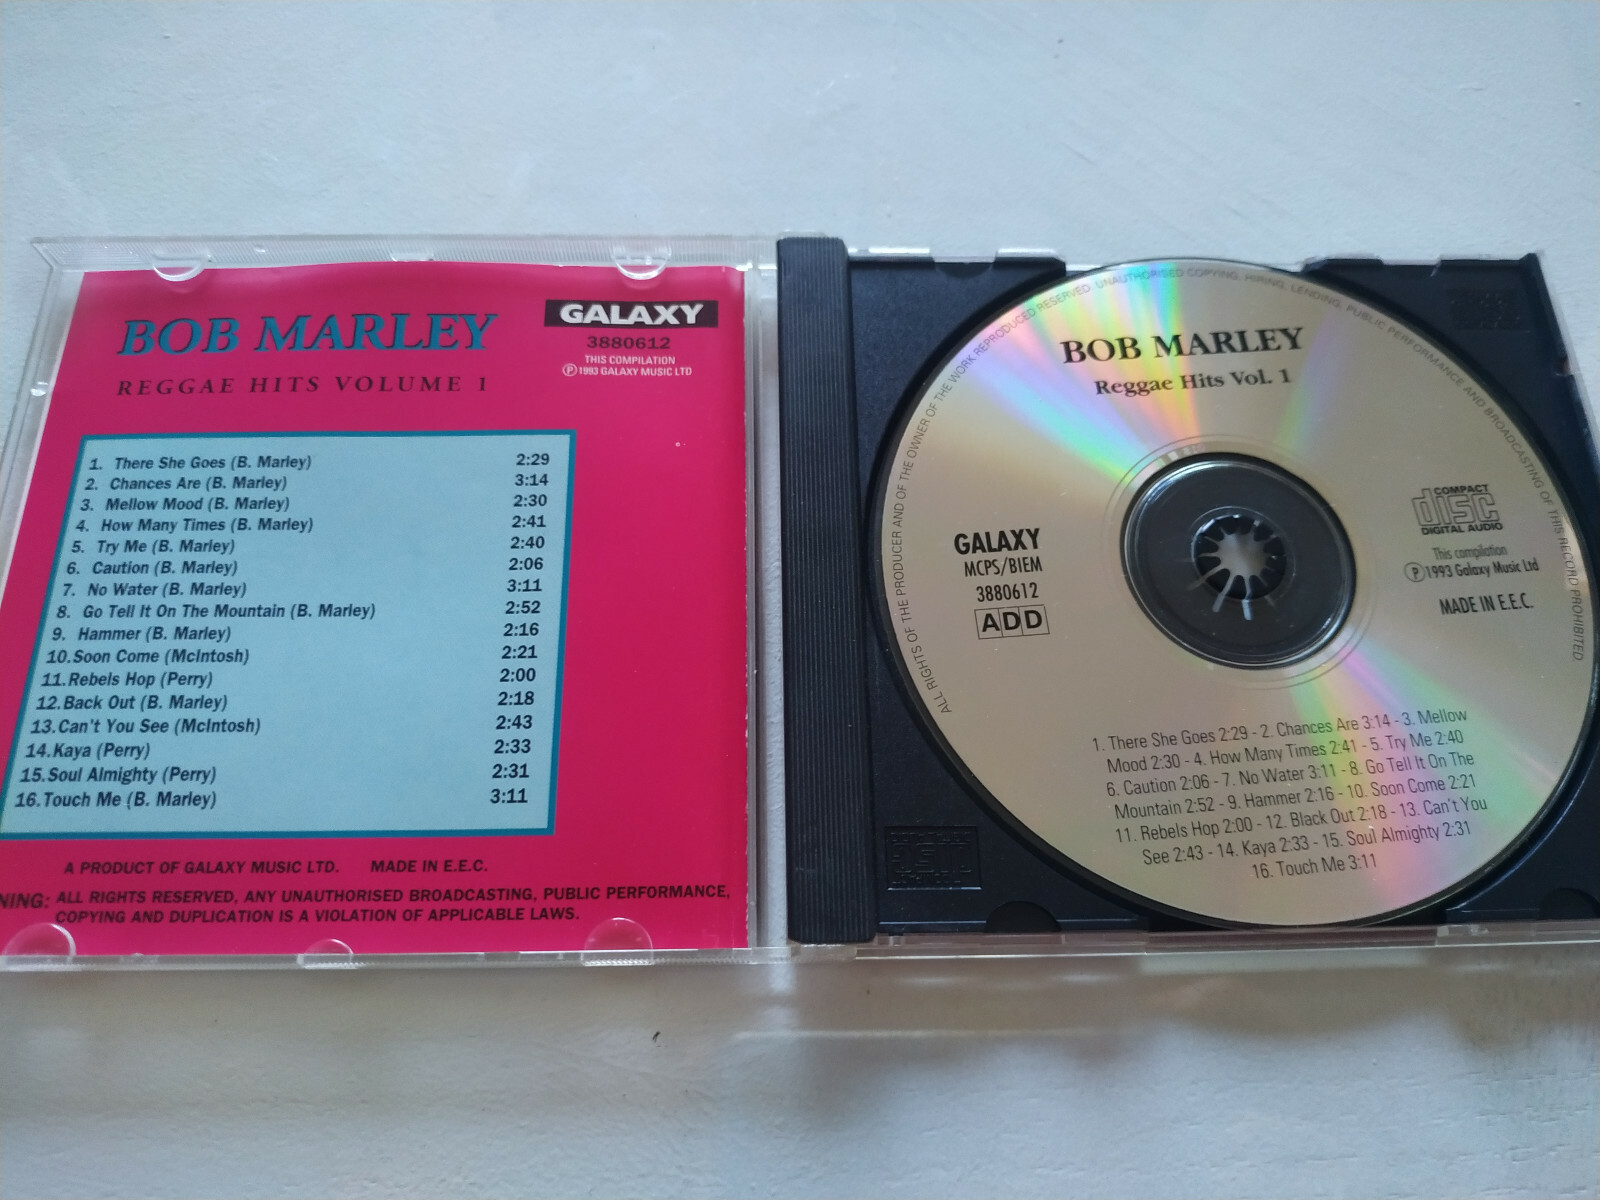 BOB MARLEY
REGGAE HITS VOLUME 1
GALAXY
3880612
THIS COMPILATION
Ⓟ1993 GALAXY MUSIC LTD
1. There She Goes (B. Marley) 2:29
2. Chances Are (B. Marley) 3:14
3. Mellow Mood (B. Marley) 2:30
4. How Many Times (B. Marley) 2:41
5. Try Me (B. Marley) 2:40
6. Caution (B. Marley) 2:06
7. No Water (B. Marley) 3:11
8. Go Tell It On The Mountain (B. Marley) 2:52
9. Hammer (B. Marley) 2:16
10.Soon Come (McIntosh) 2:21
11.Rebels Hop (Perry) 2:00
12.Back Out (B. Marley) 2:18
13.Can't You See (McIntosh) 2:43
14.Kaya (Perry) 2:33
15.Soul Almighty (Perry) 2:31
16.Touch Me (B. Marley) 3:11
A PRODUCT OF GALAXY MUSIC LTD. MADE IN E.E.C.
NING: ALL RIGHTS RESERVED, ANY UNAUTHORISED BROADCASTING, PUBLIC PERFORMANCE,
COPYING AND DUPLICATION IS A VIOLATION OF APPLICABLE LAWS.
ALL RIGHTS OF THE PRODUCER AND OF THE OWNER OF THE WORK REPRODUCED RESERVED. UNAUTHORISED COPYING, HIRING, LENDING, PUBLIC PERFORMANCE AND BROADCASTING OF THIS RECORD PROHIBITED
BOB MARLEY
Reggae Hits Vol. 1
GALAXY
MCPS/BIEM
3880612
ADD
COMPACT
disc
DIGITAL AUDIO
This compilation
Ⓟ1993 Galaxy Music Ltd
MADE IN E.E.C.
1. There She Goes 2:29 - 2. Chances Are 3:14 - 3. Mellow
Mood 2:30 - 4. How Many Times 2:41 - 5. Try Me 2:40
6. Caution 2:06 - 7. No Water 3:11 - 8. Go Tell It On The
Mountain 2:52 - 9. Hammer 2:16 - 10. Soon Come 2:21
11. Rebels Hop 2:00 - 12. Black Out 2:18 - 13. Can't You
See 2:43 - 14. Kaya 2:33 - 15. Soul Almighty 2:31
16. Touch Me 3:11